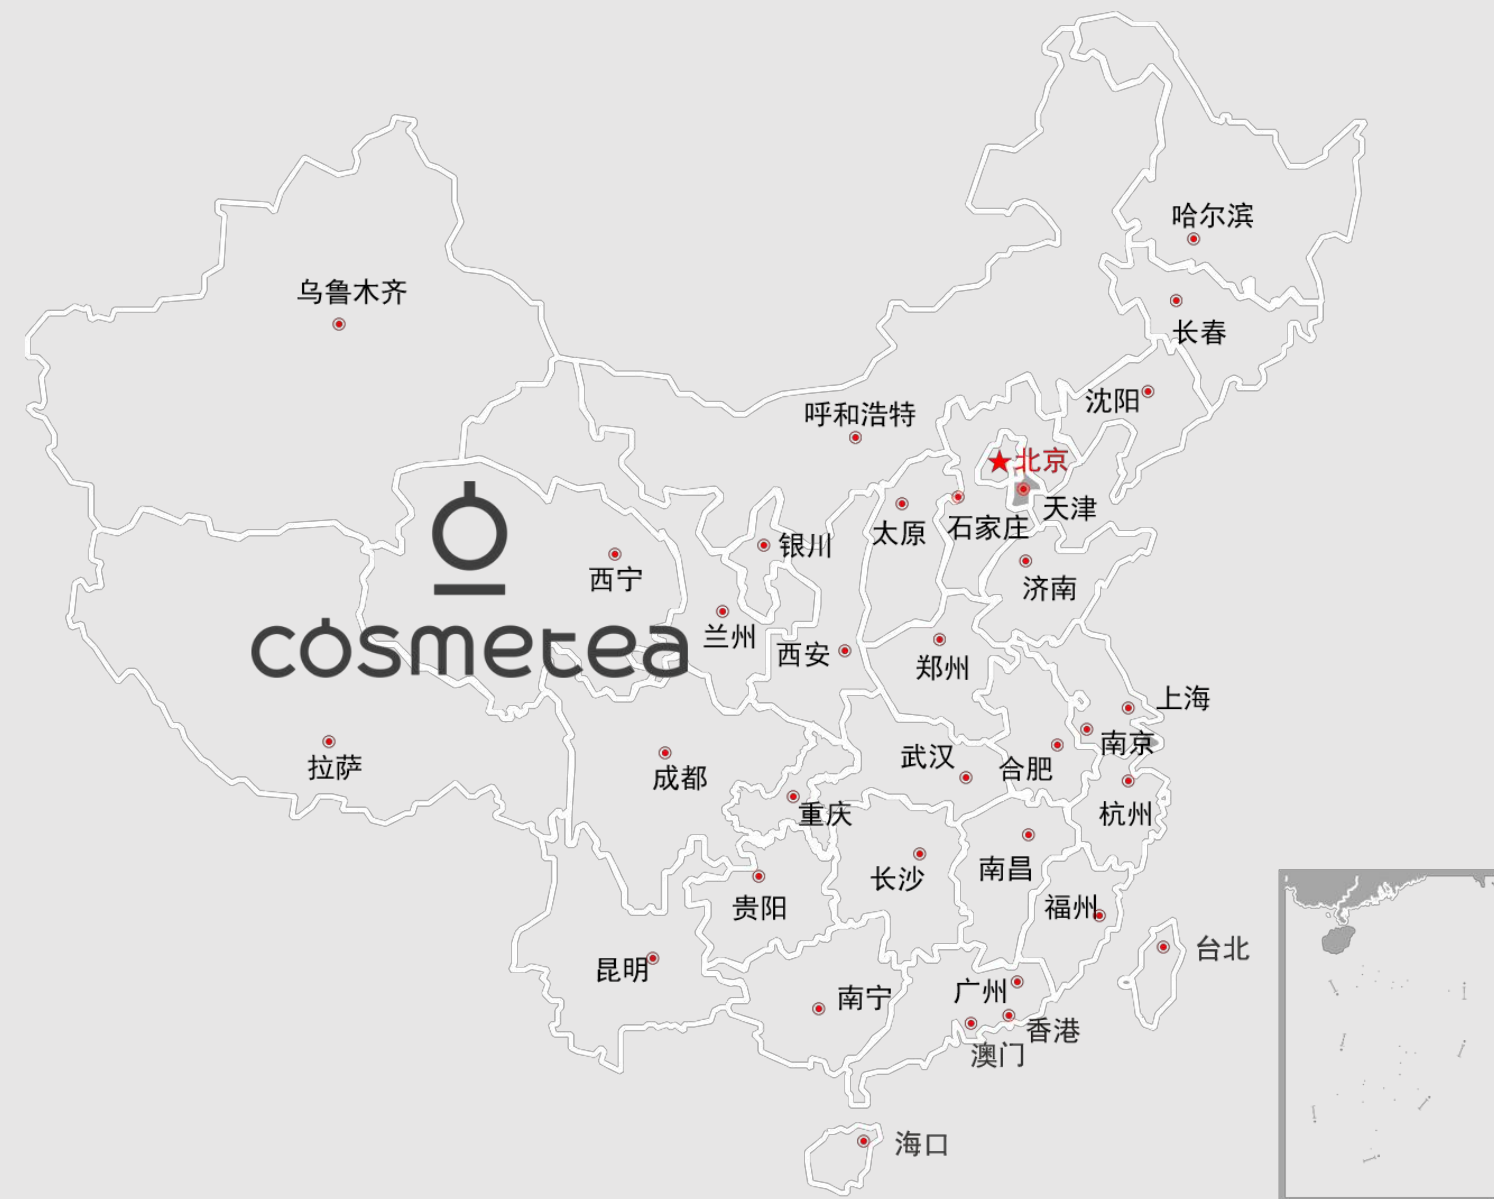 哈尔滨
乌鲁木齐
长春
沈阳
呼和浩特
北京
天津
石家庄
太原
银川
西宁
济南
兰州
cosmetea
西安
郑州
上海
南京
武汉
合肥
拉萨
成都
杭州
重庆
南昌
长沙
贵阳
福州
台北
昆明
广州
南宁
香港
澳门
海口